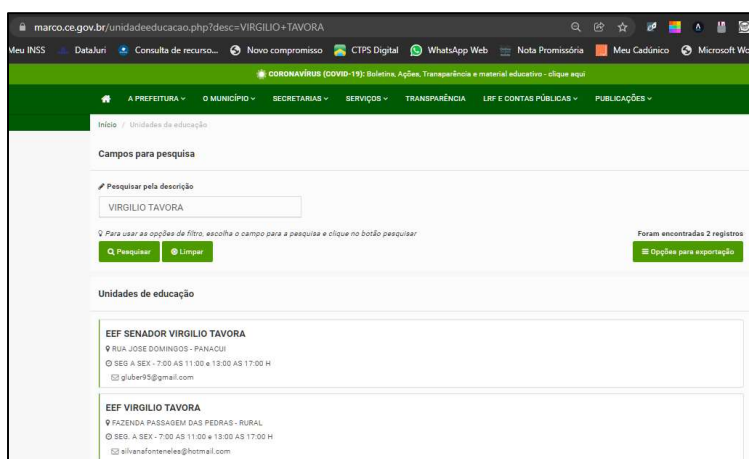 marco.ce.gov.br/unidadeeducacao.php?desc=VIRGILIO+TAVORA
Meu INSS DataJuri Consulta de recurso... Novo compromisso CTPS Digital WhatsApp Web Nota Promissória Meu Cadúnico Microsoft Wo
CORONAVÍRUS (COVID-19): Boletins, Ações, Transparência e material educativo - clique aqui
A PREFEITURA O MUNICÍPIO SECRETARIAS SERVIÇOS TRANSPARÊNCIA LRF E CONTAS PÚBLICAS PUBLICAÇÕES
Início / Unidades de educação
Campos para pesquisa
Pesquisar pela descrição
VIRGILIO TAVORA
Para usar as opções de filtro, escolha o campo para a pesquisa e clique no botão pesquisar
Foram encontradas 2 registros
Pesquisar Limpar Opções para exportação
Unidades de educação
EEF SENADOR VIRGILIO TAVORA
RUA JOSE DOMINGOS - PANACUI
SEG A SEX - 7:00 AS 11:00 e 13:00 AS 17:00 H
gluber95@gmail.com
EEF VIRGILIO TAVORA
FAZENDA PASSAGEM DAS PEDRAS - RURAL
SEG. A SEX - 7:00 AS 11:00 e 13:00 AS 17:00 H
silvanafonteneles@hotmail.com